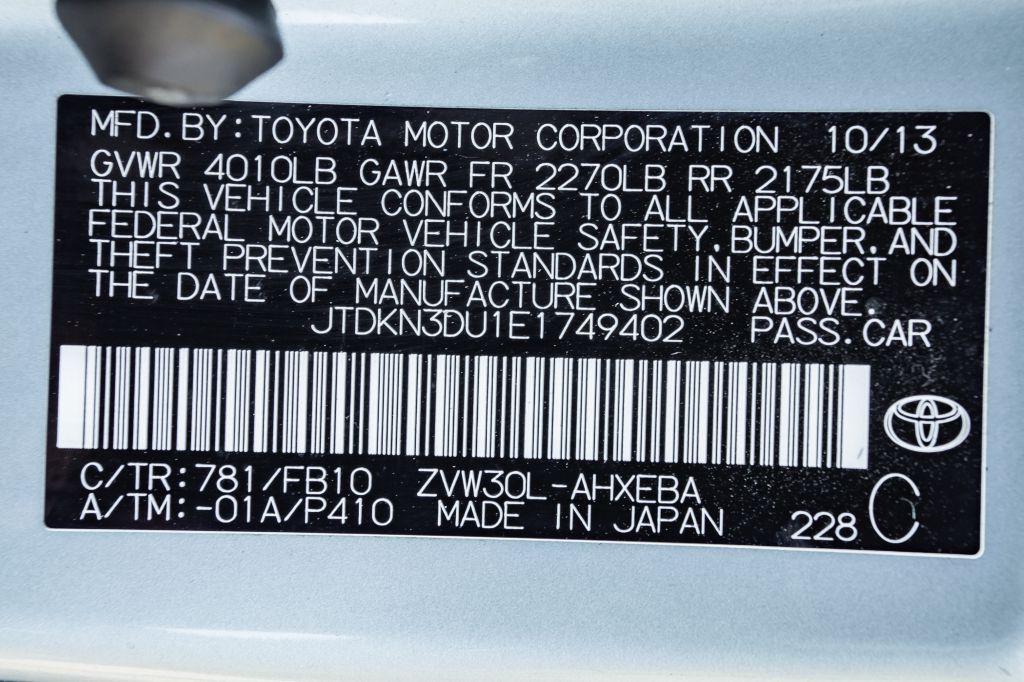 MFD.BY:TOYOTA MOTOR CORPORATION 10/13
GVWR 4010LB GAWR FR 2270LB RR 2175LB
THIS VEHICLE CONFORMS TO ALL APPLICABLE
FEDERAL MOTOR VEHICLE SAFETY,BUMPER,AND
THEFT PREVENTION STANDARDS IN EFFECT ON
THE DATE OF MANUFACTURE SHOWN ABOVE.
JTDKN3DU1E1749402 PASS.CAR
C/TR:781/FB10 ZVW30L-AHXEBA
A/TM:-01A/P410 MADE IN JAPAN 228 C